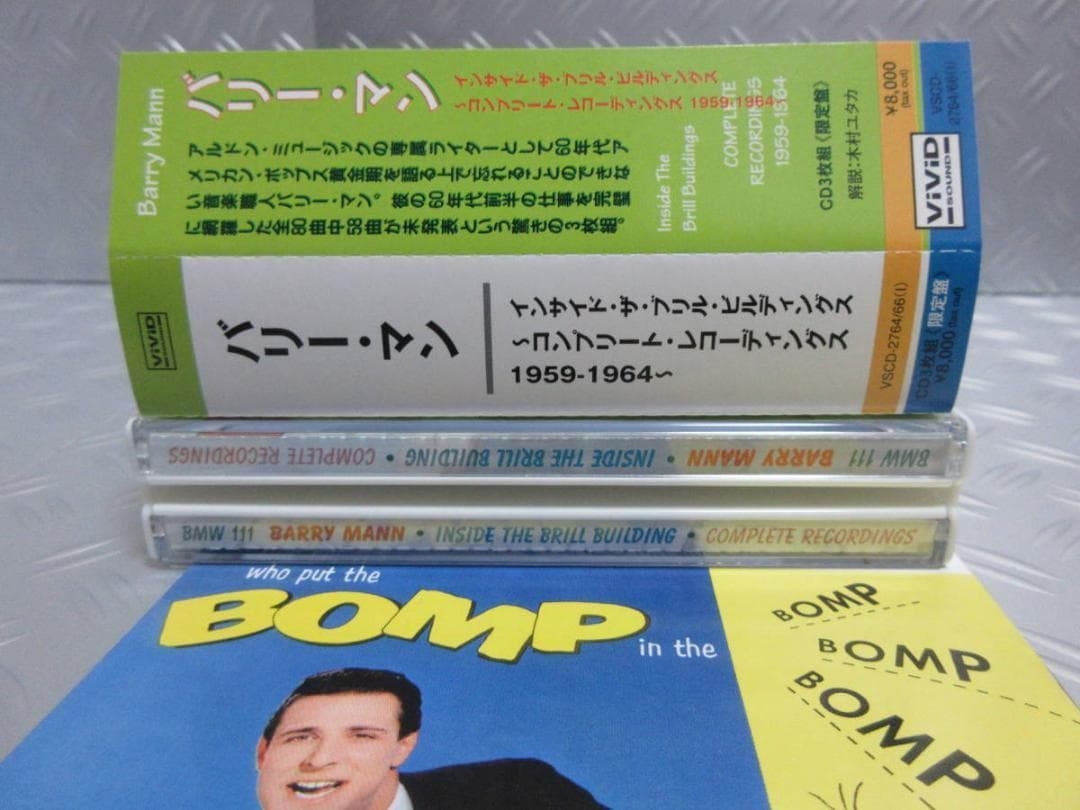 Barry Mann
バリー・マン
インサイド・ザ・ブリル・ビルディングス
~コンプリート・レコーディングス 1959-1964~
アルドン・ミュージックの専属ライターとして60年代ア
メリカン・ポップス黄金期を語る上で忘れることのできな
い音楽職人バリー・マン。彼の60年代前半の仕事を完璧
に網羅した全80曲中58曲が未発表という驚きの3枚組。
Inside The
Brill Buildings
COMPLETE
RECORDINGS
1959-1964
CD3枚組《限定盤》
解説:木村ユタカ
¥8,000
(tax out)
VSCD-
2764/66(I)
ViViD
SOUND
ViViD
SOUND
バリー・マン
インサイド・ザ・ブリル・ビルディングス
~コンプリート・レコーディングス
1959-1964~
VSCD-2764/66(I)
CD3枚組《限定盤》
¥8,000 (tax out)
BMW 111 BARRY MANN • INSIDE THE BRILL BUILDING • COMPLETE RECORDINGS
BMW 111 BARRY MANN • INSIDE THE BRILL BUILDING • COMPLETE RECORDINGS
who put the
BOMP
in the
BOMP
BOMP
BOMP